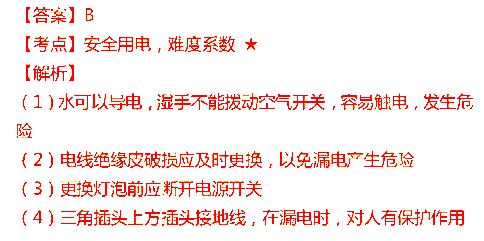 【答案】B
【考点】安全用电，难度系数 ★
【解析】
（1）水可以导电，湿手不能拨动空气开关，容易触电，发生危
险
（2）电线绝缘皮破损应及时更换，以免漏电产生危险
（3）更换灯泡前应断开电源开关
（4）三角插头上方插头接地线，在漏电时，对人有保护作用